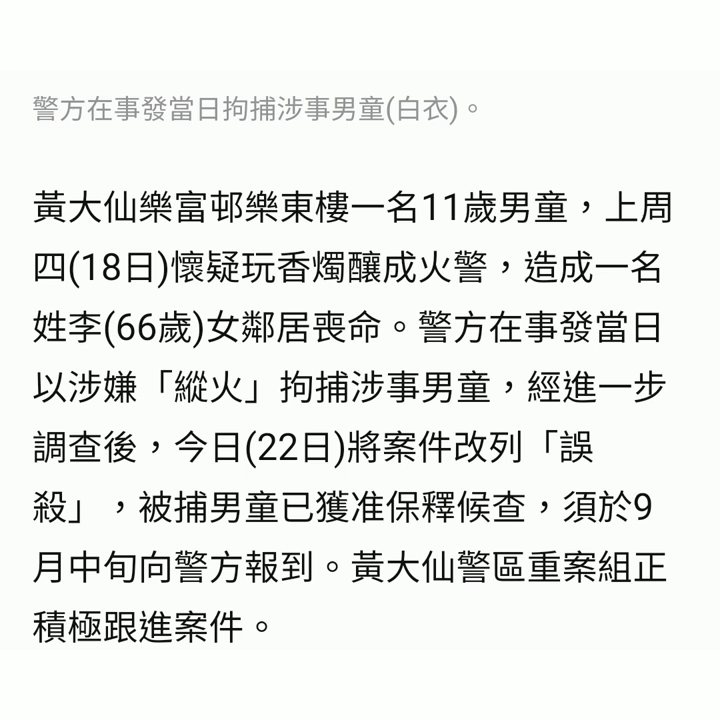 警方在事發當日拘捕涉事男童(白衣)。
黃大仙樂富邨樂東樓一名11歲男童，上周
四(18日)懷疑玩香燭釀成火警，造成一名
姓李(66歲)女鄰居喪命。警方在事發當日
以涉嫌「縱火」拘捕涉事男童，經進一步
調查後，今日(22日)將案件改列「誤
殺」，被捕男童已獲准保釋候查，須於9
月中旬向警方報到。黃大仙警區重案組正
積極跟進案件。